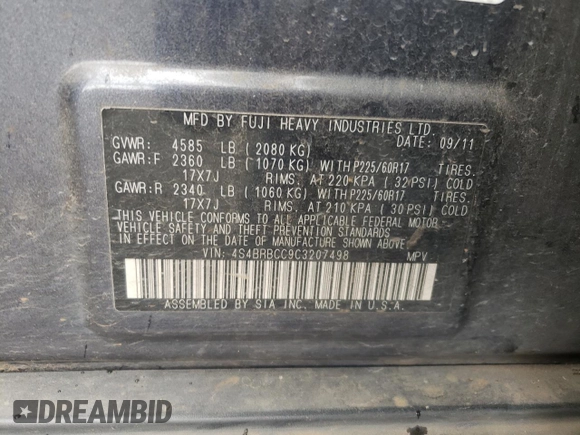 MFD BY FUJI HEAVY INDUSTRIES LTD.
DATE: 09/11
GVWR: 4585 LB ( 2080 KG)
GAWR:F 2360 LB ( 1070 KG) WITH P225/60R17 TIRES,
17X7J RIMS, AT 220 KPA ( 32 PSI) COLD
GAWR:R 2340 LB ( 1060 KG) WITH P225/60R17 TIRES,
17X7J RIMS, AT 210 KPA ( 30 PSI) COLD
THIS VEHICLE CONFORMS TO ALL APPLICABLE FEDERAL MOTOR
VEHICLE SAFETY AND THEFT PREVENTION STANDARDS
IN EFFECT ON THE DATE OF MANUFACTURE SHOWN ABOVE.
VIN: 4S4BRBCC9C3207498 MPV
ASSEMBLED BY SIA INC. MADE IN U.S.A.
DREAMBID